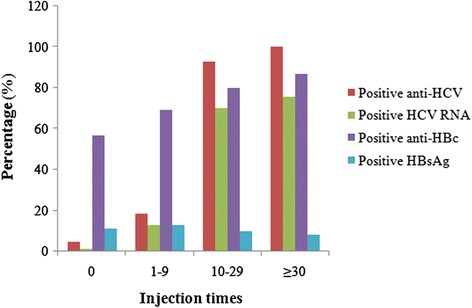 120
100
80
60
40
20
0
Percentage (%)
0
1-9
10-29
≥30
Injection times
Positive anti-HCV
Positive HCV RNA
Positive anti-HBc
Positive HBsAg